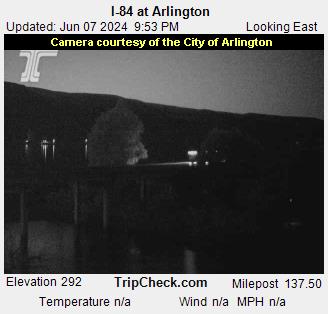 I-84 at Arlington
Updated: Jun 07 2024 9:53 PM Looking East
Camera courtesy of the City of Arlington
Elevation 292 TripCheck.com Milepost 137.50
Temperature n/a Wind n/a MPH n/a